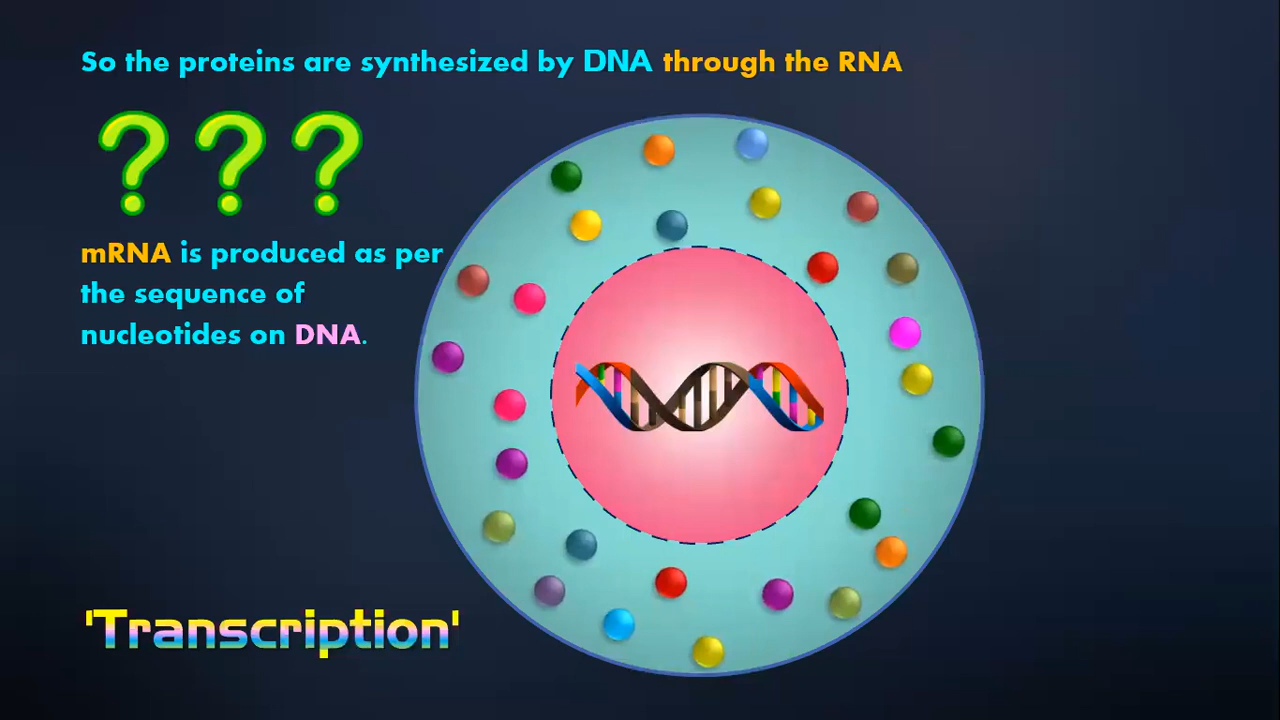 So the proteins are synthesized by DNA through the RNA
???
mRNA is produced as per
the sequence of
nucleotides on DNA.
'Transcription'